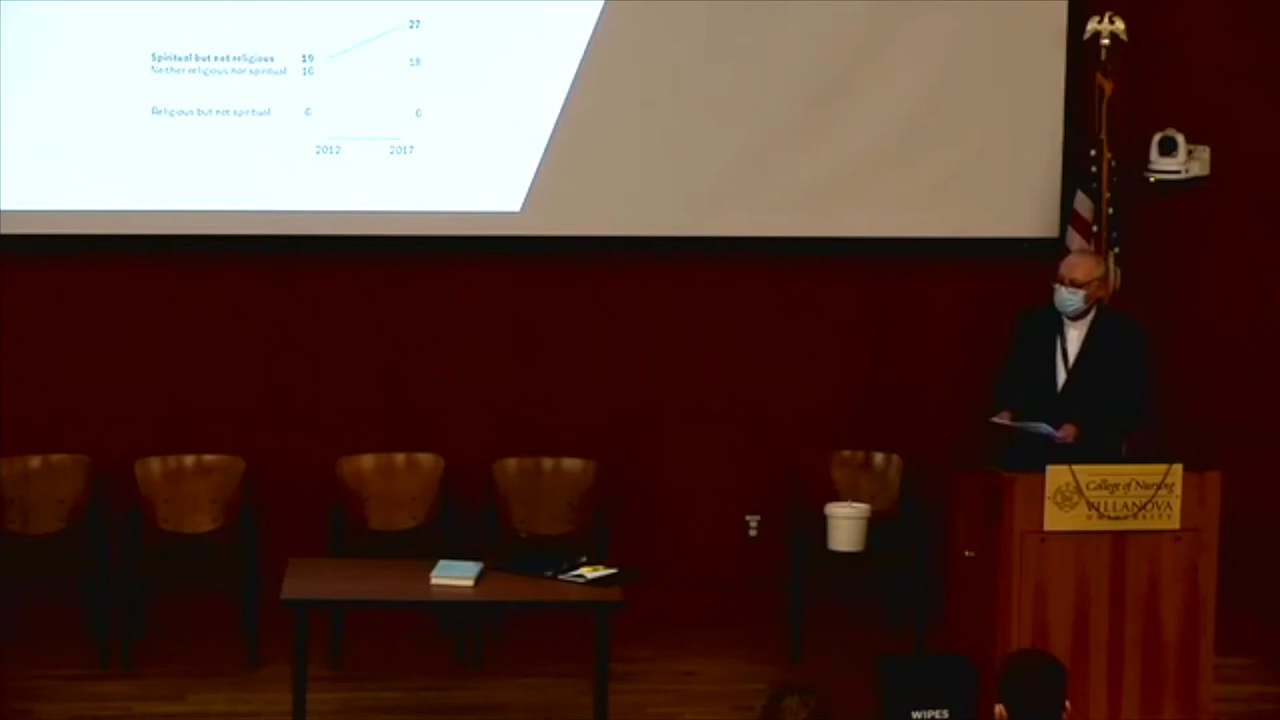 27
Spiritual but not religious 19
Neither religious nor spiritual 16 18
Religious but not spiritual 6 6
2012 2017
College of Nursing
VILLANOVA
UNIVERSITY
WIPES